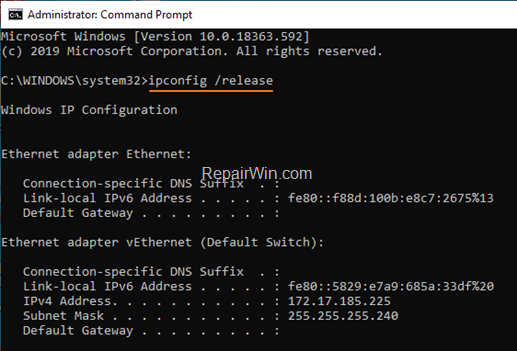 Administrator: Command Prompt
Microsoft Windows [Version 10.0.18363.592]
(c) 2019 Microsoft Corporation. All rights reserved.
C:\WINDOWS\system32>ipconfig /release
Windows IP Configuration
Ethernet adapter Ethernet:
RepairWin.com
Connection-specific DNS Suffix  . :
Link-local IPv6 Address . . . . . : fe80::f88d:100b:e8c7:2675%13
Default Gateway . . . . . . . . . :
Ethernet adapter vEthernet (Default Switch):
Connection-specific DNS Suffix  . :
Link-local IPv6 Address . . . . . : fe80::5829:e7a9:685a:33df%20
IPv4 Address. . . . . . . . . . . : 172.17.185.225
Subnet Mask . . . . . . . . . . . : 255.255.255.240
Default Gateway . . . . . . . . . :